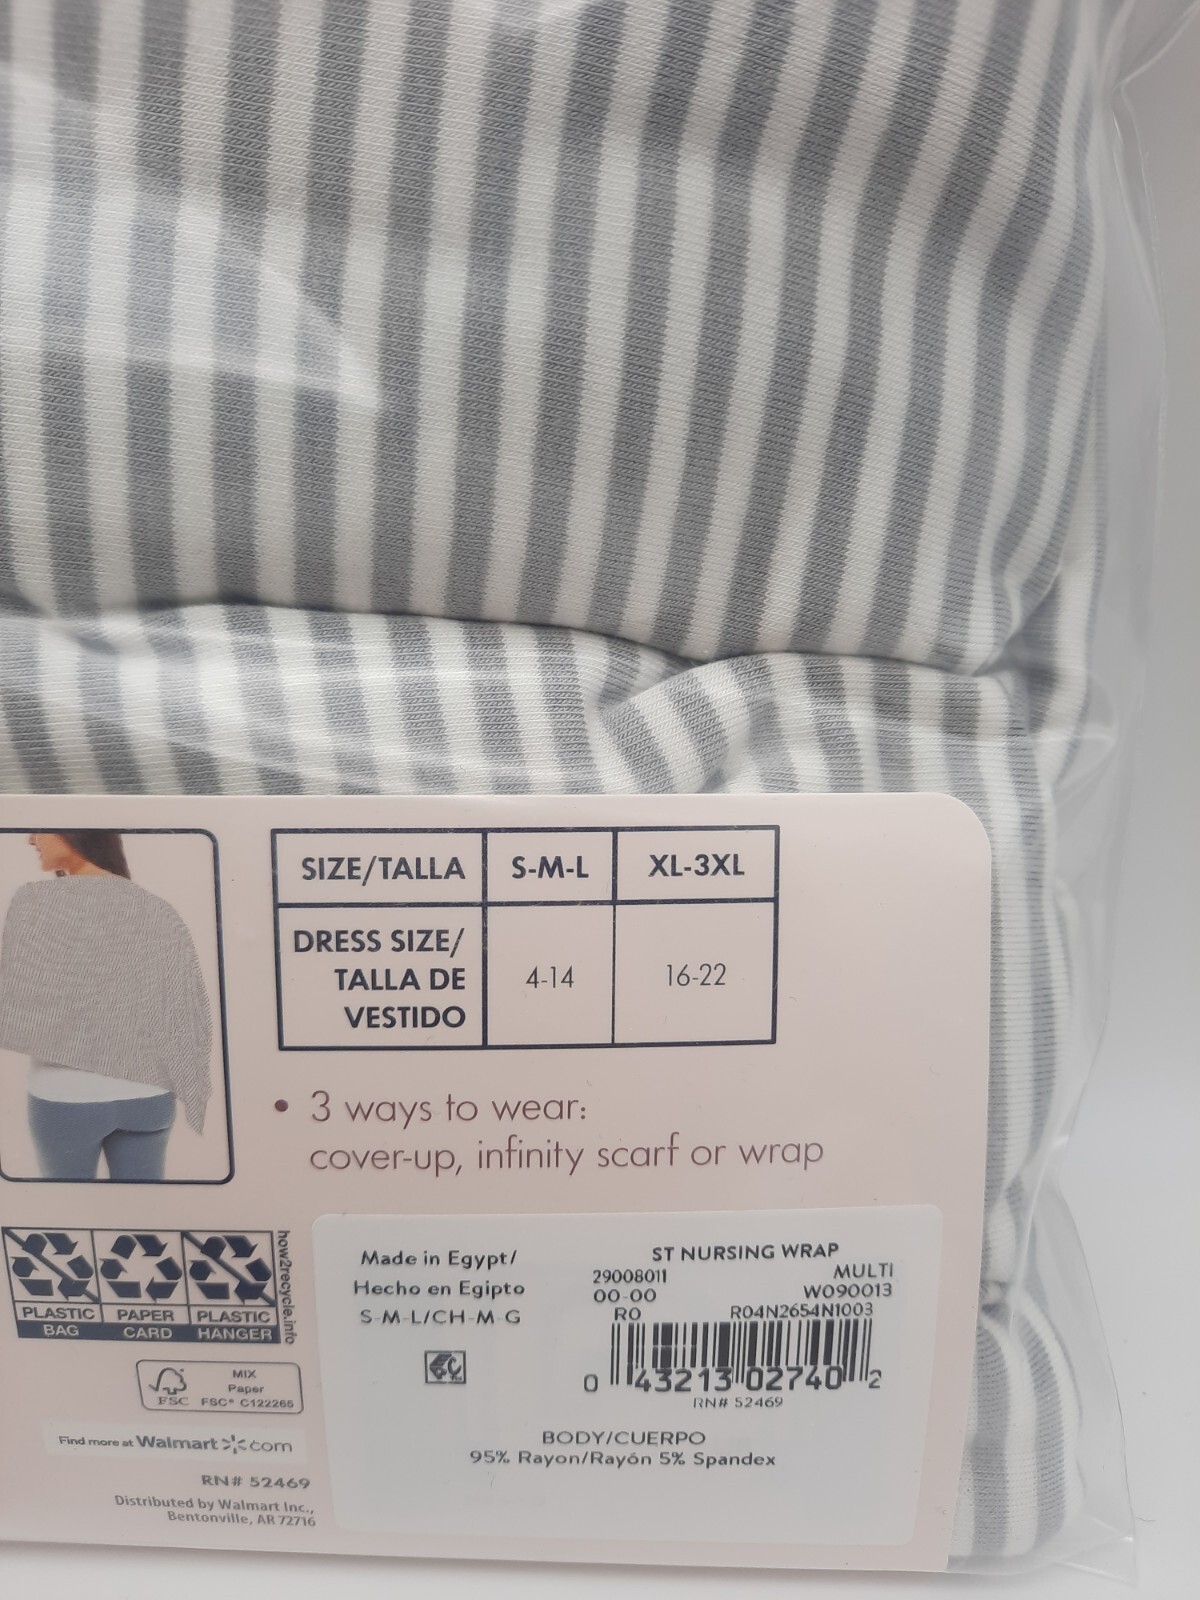 SIZE/TALLA S-M-L XL-3XL
DRESS SIZE/
TALLA DE
VESTIDO
4-14 16-22
• 3 ways to wear:
cover-up, infinity scarf or wrap
PLASTIC PAPER PLASTIC
BAG CARD HANGER
how2recycle.info
FSC
MIX
Paper
FSC® C122265
Find more at Walmart.com
RN# 52469
Distributed by Walmart Inc.,
Bentonville, AR 72716
Made in Egypt/
Hecho en Egipto
S-M-L/CH-M-G
ST NURSING WRAP
29008011 MULTI
00-00 W090013
RO R04N2654N1003
0 43213 02740 2
RN# 52469
BODY/CUERPO
95% Rayon/Rayón 5% Spandex